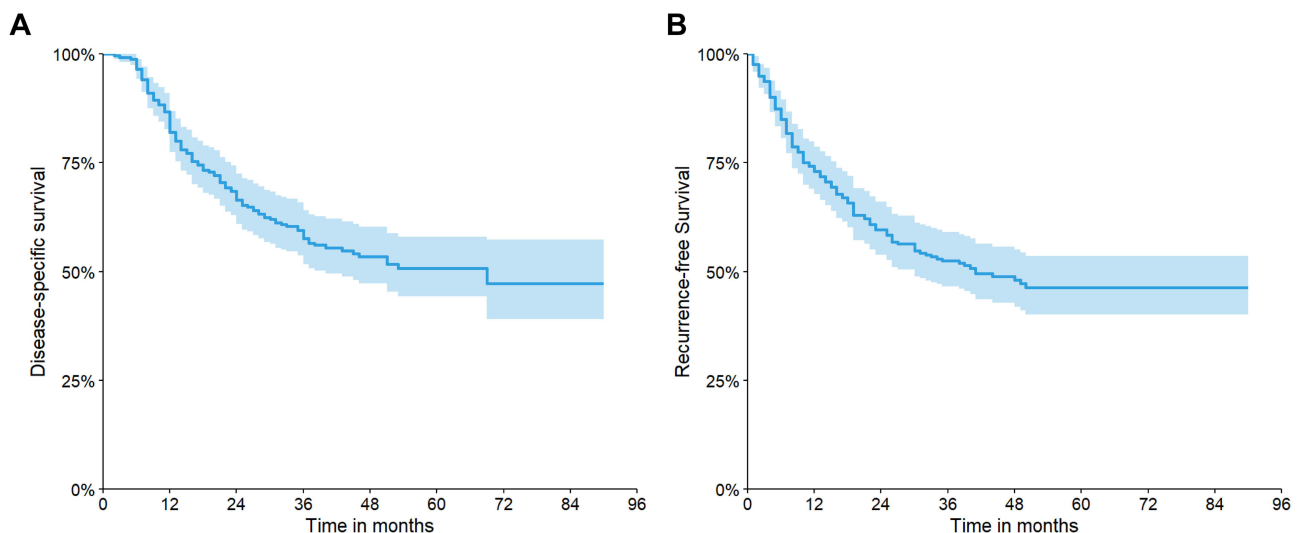 A
Disease-specific survival
100%
75%
50%
25%
0%
0 12 24 36 48 60 72 84 96
Time in months
B
Recurrence-free Survival
100%
75%
50%
25%
0%
0 12 24 36 48 60 72 84 96
Time in months